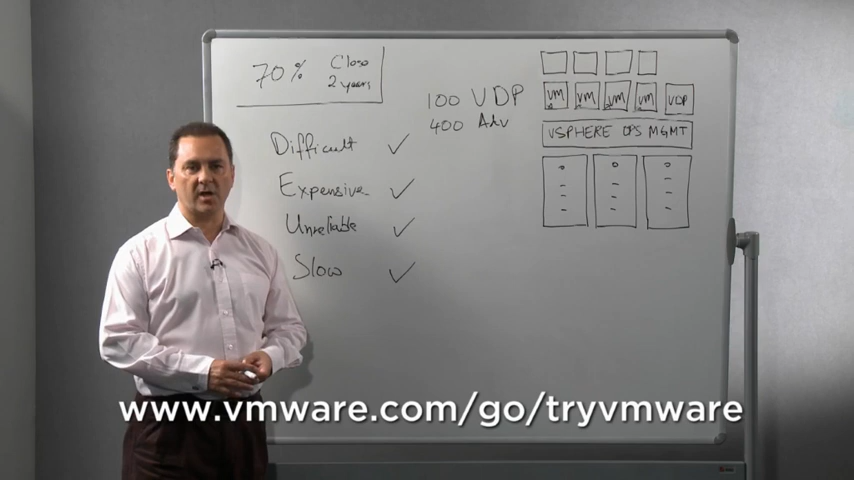 70% Close
2 years
Difficult ✓
Expensive ✓
Unreliable ✓
Slow ✓
100 VDP
400 Adv
VM VM VM VM VDP
VSPHERE OPS MGMT
www.vmware.com/go/tryvmware